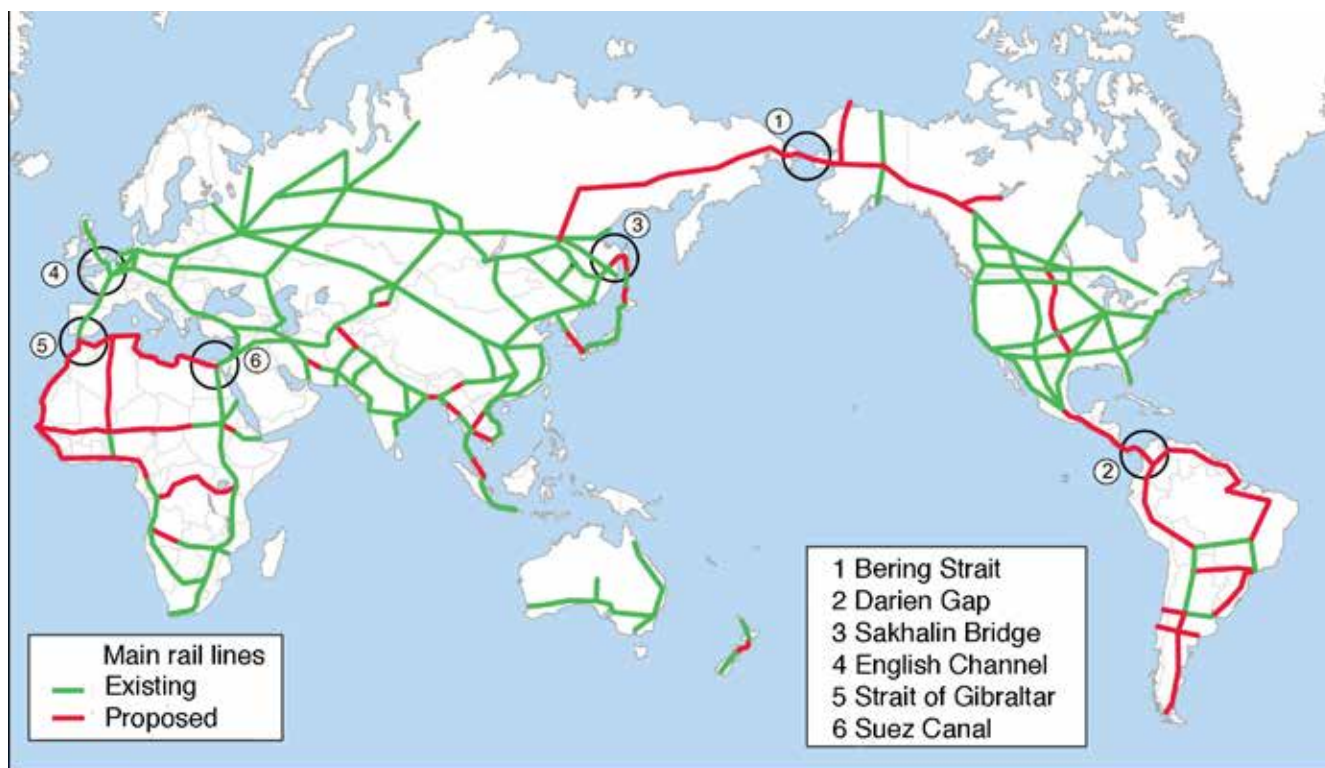 1
3
4
5
6
2
Main rail lines
Existing
Proposed
1 Bering Strait
2 Darien Gap
3 Sakhalin Bridge
4 English Channel
5 Strait of Gibraltar
6 Suez Canal